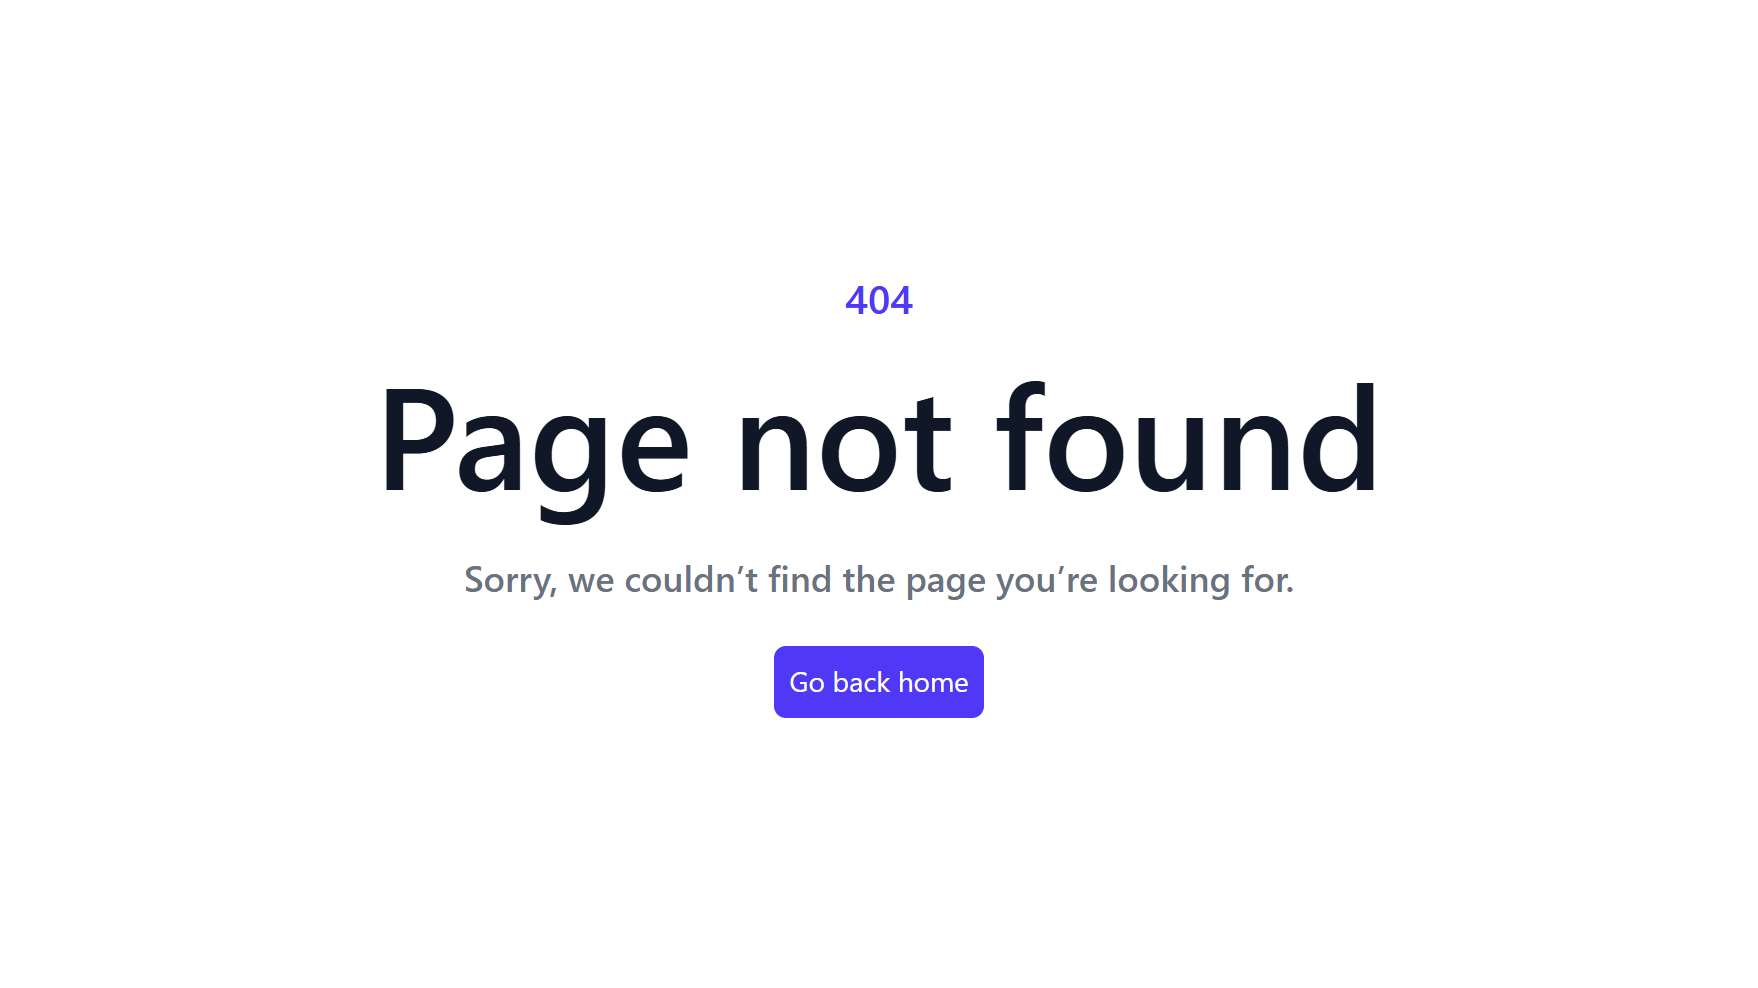 404
Page not found
Sorry, we couldn’t find the page you’re looking for.
Go back home